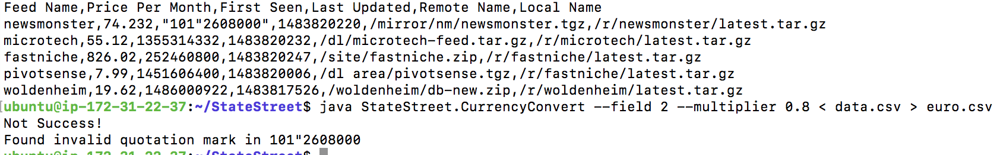 Feed Name,Price Per Month,First Seen,Last Updated,Remote Name,Local Name
newsmonster,74.232,"101"2608000",1483820220,/mirror/nm/newsmonster.tgz,/r/newsmonster/latest.tar.gz
microtech,55.12,1355314332,1483820232,/dl/microtech-feed.tar.gz,/r/microtech/latest.tar.gz
fastniche,826.02,252460800,1483820247,/site/fastniche.zip,/r/fastniche/latest.tar.gz
pivotsense,7.99,1451606400,1483820006,/dl area/pivotsense.tgz,/r/fastniche/latest.tar.gz
woldenheim,19.62,1486000922,1483817526,/woldenheim/db-new.zip,/r/woldenheim/latest.tar.gz
ubuntu@ip-172-31-22-37:~/StateStreet$ java StateStreet.CurrencyConvert --field 2 --multiplier 0.8 < data.csv > euro.csv
Not Success!
Found invalid quotation mark in 101"2608000
ubuntu@ip-172-31-22-37:~/StateStreet$